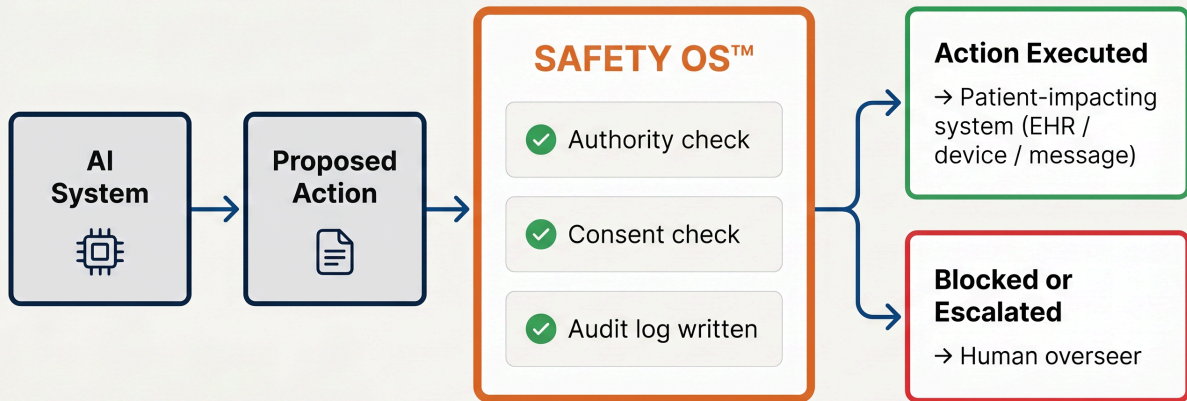 AI
System
Proposed
Action
SAFETY OS™
Authority check
Consent check
Audit log written
Action Executed
→ Patient-impacting
system (EHR /
device / message)
Blocked or
Escalated
→ Human overseer